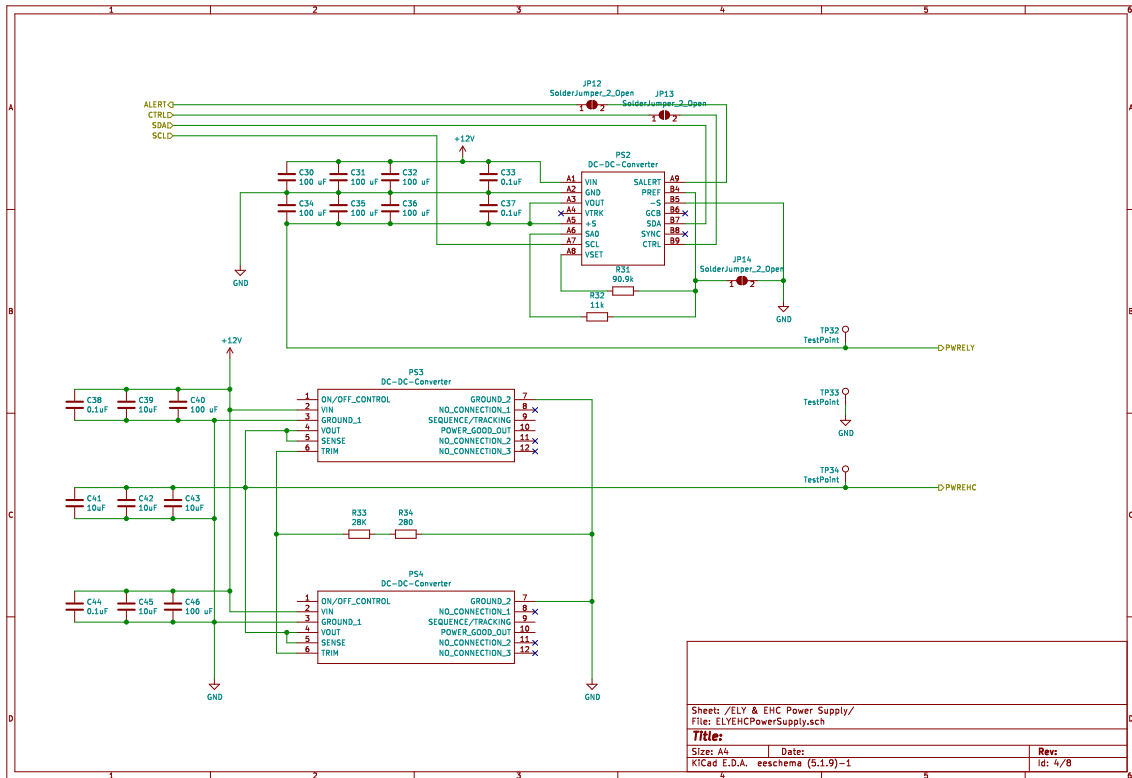 1 2 3 4 5 6
A A
B B
C C
D D
1 2 3 4 5 6
ALERT
CTRL
SDA
SCL
JP12
SolderJumper_2_Open
1 2
JP13
SolderJumper_2_Open
1 2
+12V
C30
100 uF
C31
100 uF
C32
100 uF
C33
0.1uF
C34
100 uF
C35
100 uF
C36
100 uF
C37
0.1uF
GND
PS2
DC-DC-Converter
A1 VIN
A2 GND
A3 VOUT
A4 VTRK
A5 +S
A6 SA0
A7 SCL
A8 VSET
SALERT A9
PREF B4
-S B5
GCB B6
SDA B7
SYNC B8
CTRL B9
R31
90.9k
R32
11k
JP14
SolderJumper_2_Open
1 2
GND
TP32
TestPoint
PWRELY
TP33
TestPoint
GND
TP34
TestPoint
PWREHC
+12V
C38
0.1uF
C39
10uF
C40
100 uF
PS3
DC-DC-Converter
1 ON/OFF_CONTROL
2 VIN
3 GROUND_1
4 VOUT
5 SENSE
6 TRIM
GROUND_2 7
NO_CONNECTION_1 8
SEQUENCE/TRACKING 9
POWER_GOOD_OUT 10
NO_CONNECTION_2 11
NO_CONNECTION_3 12
C41
10uF
C42
10uF
C43
10uF
R33
28K
R34
280
C44
0.1uF
C45
10uF
C46
100 uF
PS4
DC-DC-Converter
1 ON/OFF_CONTROL
2 VIN
3 GROUND_1
4 VOUT
5 SENSE
6 TRIM
GROUND_2 7
NO_CONNECTION_1 8
SEQUENCE/TRACKING 9
POWER_GOOD_OUT 10
NO_CONNECTION_2 11
NO_CONNECTION_3 12
GND
GND
Sheet: /ELY & EHC Power Supply/
File: ELYEHCPowerSupply.sch
Title:
Size: A4 Date: Rev:
KiCad E.D.A. eeschema (5.1.9)-1 Id: 4/8